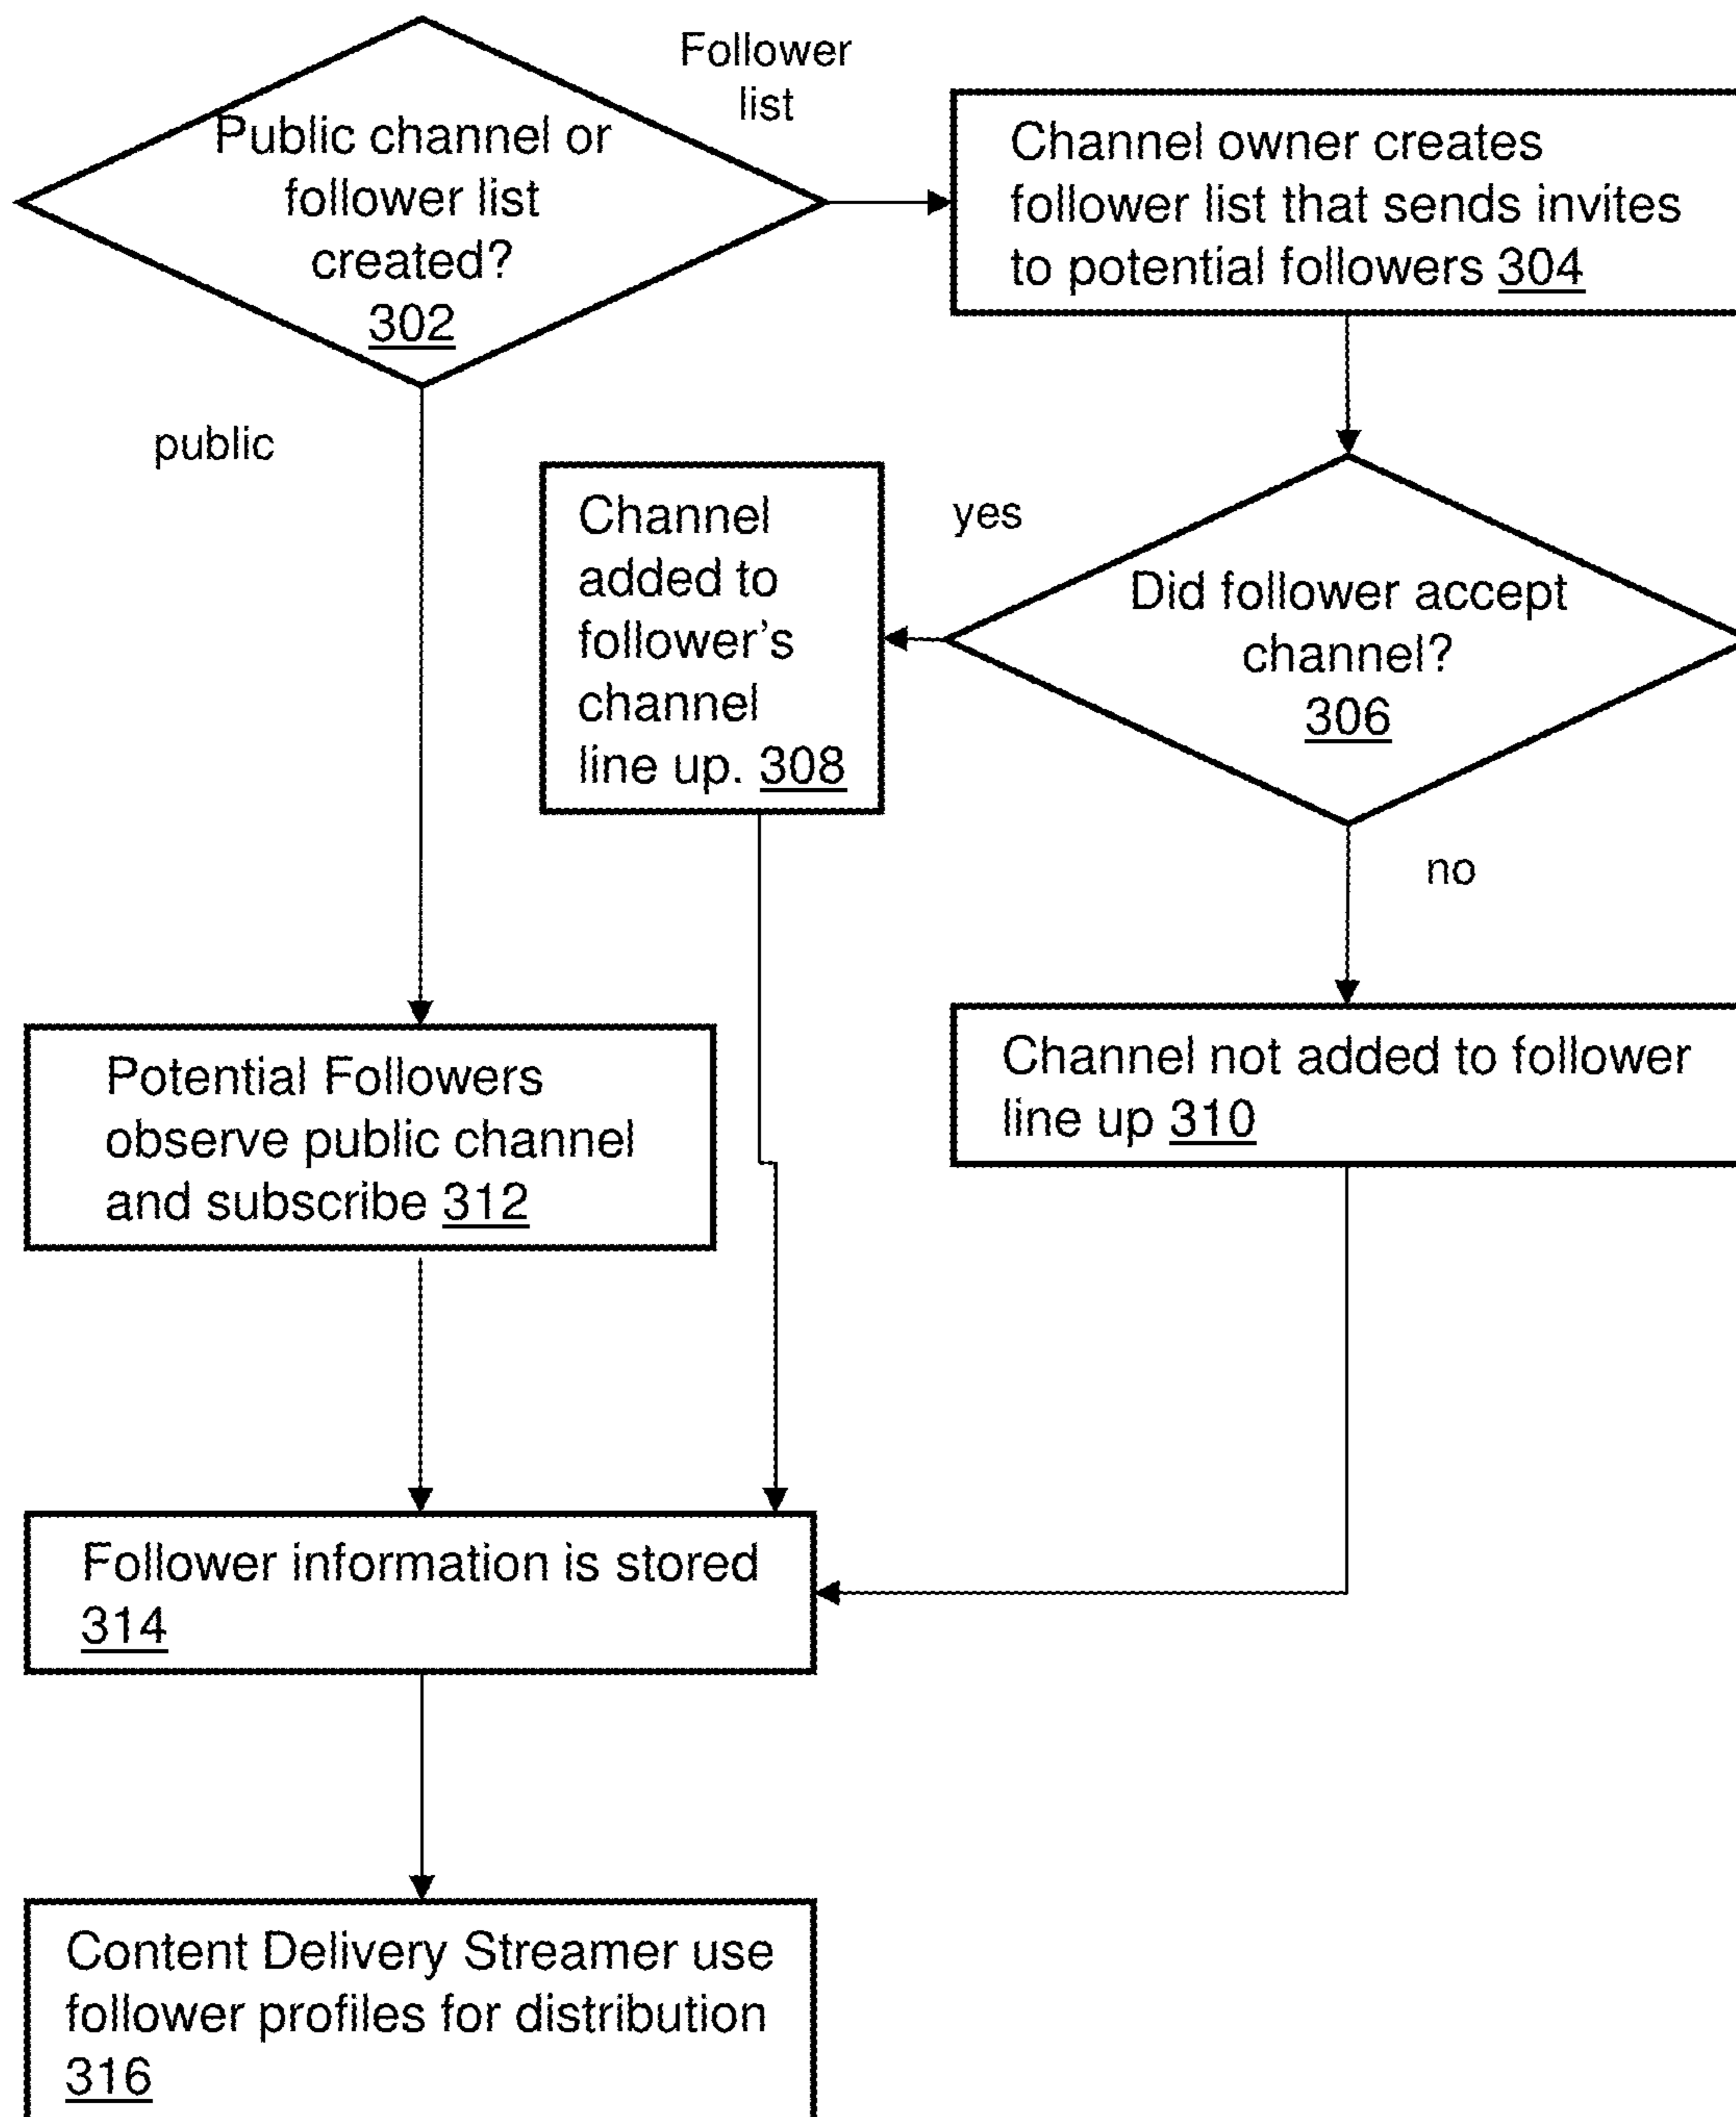 Public channel or
follower list
created?
302
Follower
list
Channel owner creates
follower list that sends invites
to potential followers 304
public
Channel
added to
follower's
channel
line up. 308
yes
Did follower accept
channel?
306
no
Potential Followers
observe public channel
and subscribe 312
Channel not added to follower
line up 310
Follower information is stored
314
Content Delivery Streamer use
follower profiles for distribution
316